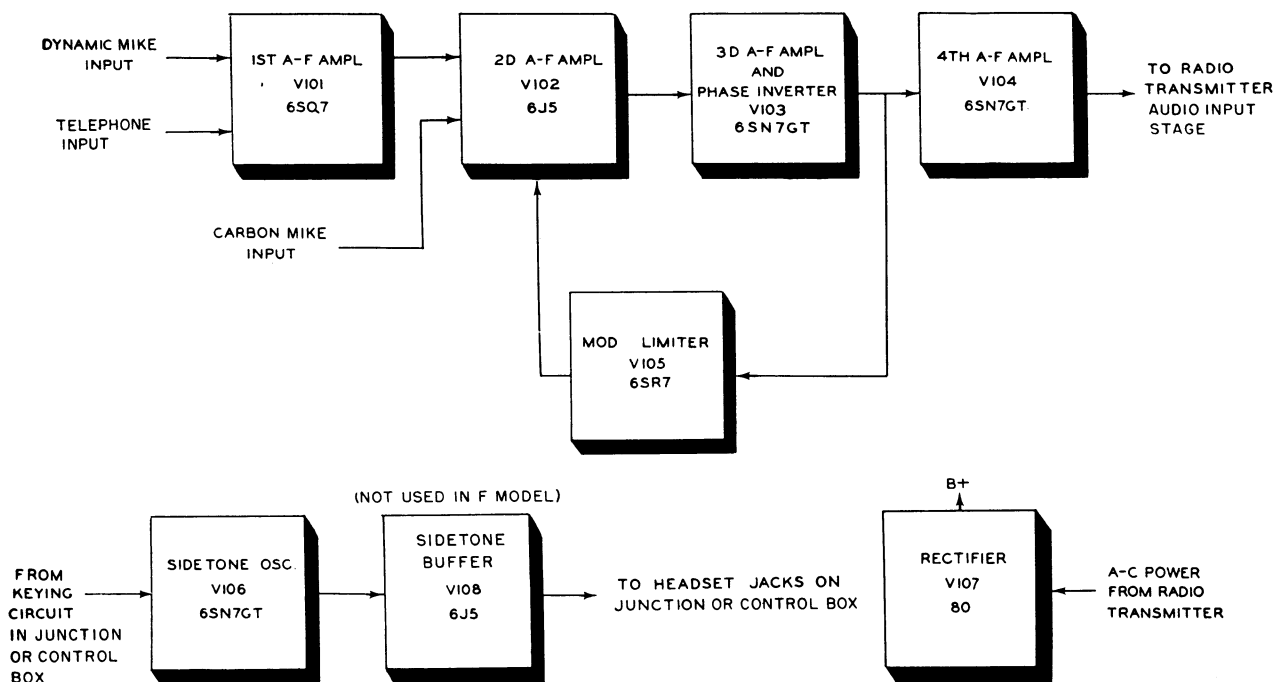 DYNAMIC MIKE
INPUT
TELEPHONE
INPUT
1ST A-F AMPL
V101
6SQ7
2D A-F AMPL
V102
6J5
3D A-F AMPL
AND
PHASE INVERTER
V103
6SN7GT
4TH A-F AMPL
V104
6SN7GT
TO RADIO
TRANSMITTER
AUDIO INPUT
STAGE
CARBON MIKE
INPUT
MOD LIMITER
V105
6SR7
FROM
KEYING
CIRCUIT
IN JUNCTION
OR CONTROL
BOX
SIDETONE OSC.
V106
6SN7GT
(NOT USED IN F MODEL)
SIDETONE
BUFFER
V108
6J5
TO HEADSET JACKS ON
JUNCTION OR CONTROL BOX
B+
RECTIFIER
V107
80
A-C POWER
FROM RADIO
TRANSMITTER